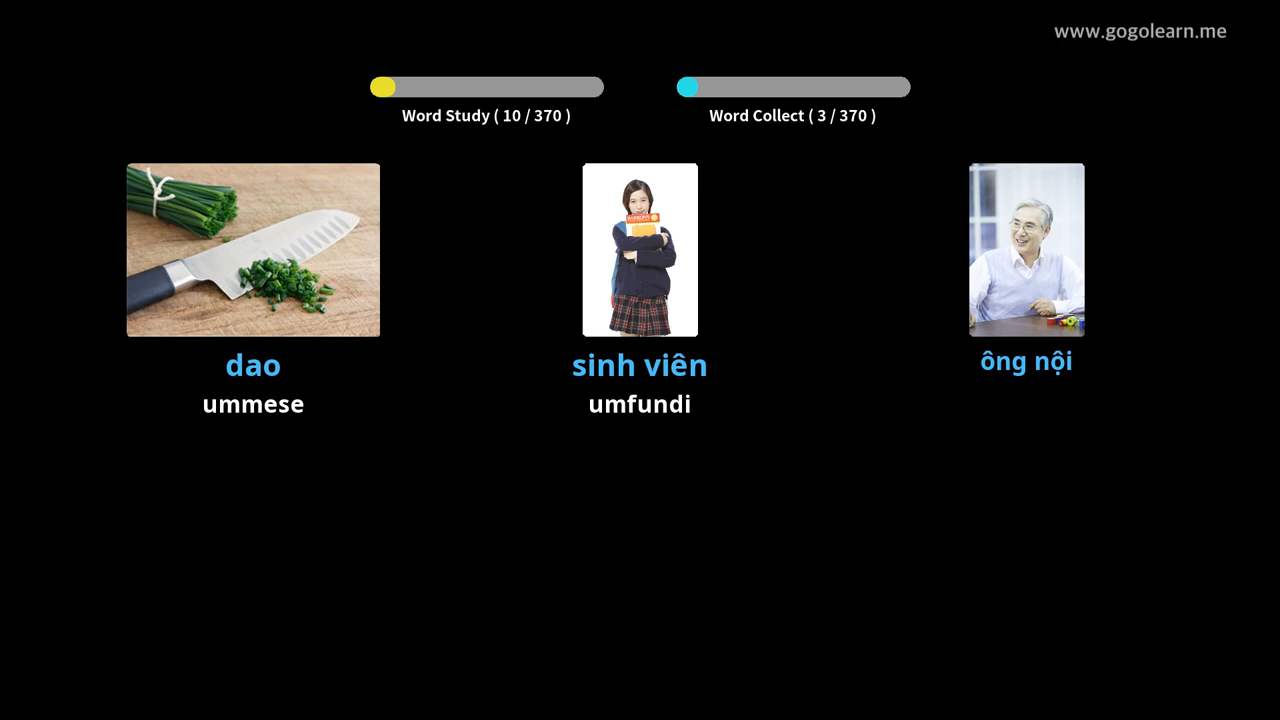 www.gogolearn.me
Word Study ( 10 / 370 )
Word Collect ( 3 / 370 )
dao
sinh viên
ông nội
ummese
umfundi